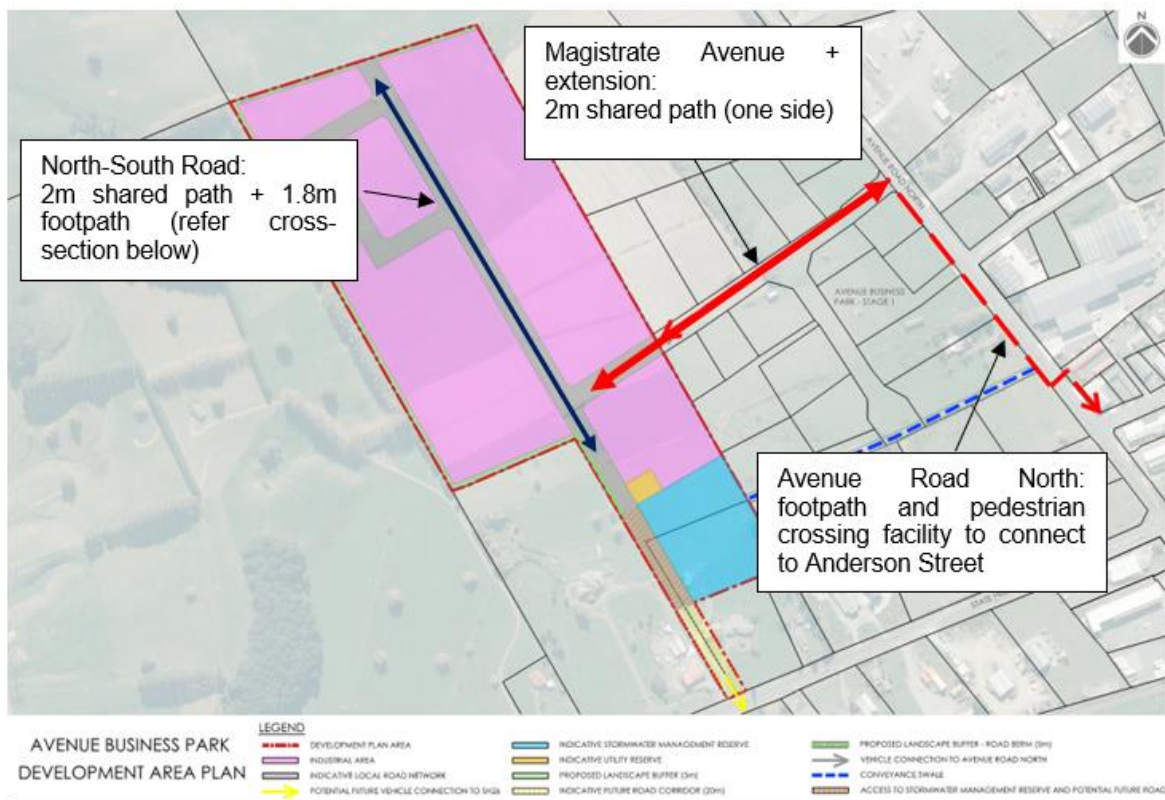 N
Magistrate Avenue +
extension:
2m shared path (one side)
North-South Road:
2m shared path + 1.8m
footpath (refer cross-
section below)
AVENUE ROAD NORTH
AVENUE BUSINESS
PARK - STAGE 1
Avenue Road North:
footpath and pedestrian
crossing facility to connect
to Anderson Street
STATE
AVENUE BUSINESS PARK
DEVELOPMENT AREA PLAN
LEGEND
DEVELOPMENT PLAN AREA
INDUSTRIAL AREA
INDICATIVE LOCAL ROAD NETWORK
POTENTIAL FUTURE VEHICLE CONNECTION TO SH26
INDICATIVE STORMWATER MANAGEMENT RESERVE
INDICATIVE UTILITY RESERVE
PROPOSED LANDSCAPE BUFFER (5m)
INDICATIVE FUTURE ROAD CORRIDOR (20m)
PROPOSED LANDSCAPE BUFFER - ROAD BERM
VEHICLE CONNECTION TO AVENUE ROAD NORTH
CONVEYANCE SWALE
ACCESS TO STORMWATER MANAGEMENT RESERVE AND POTENTIAL FUTURE ROAD